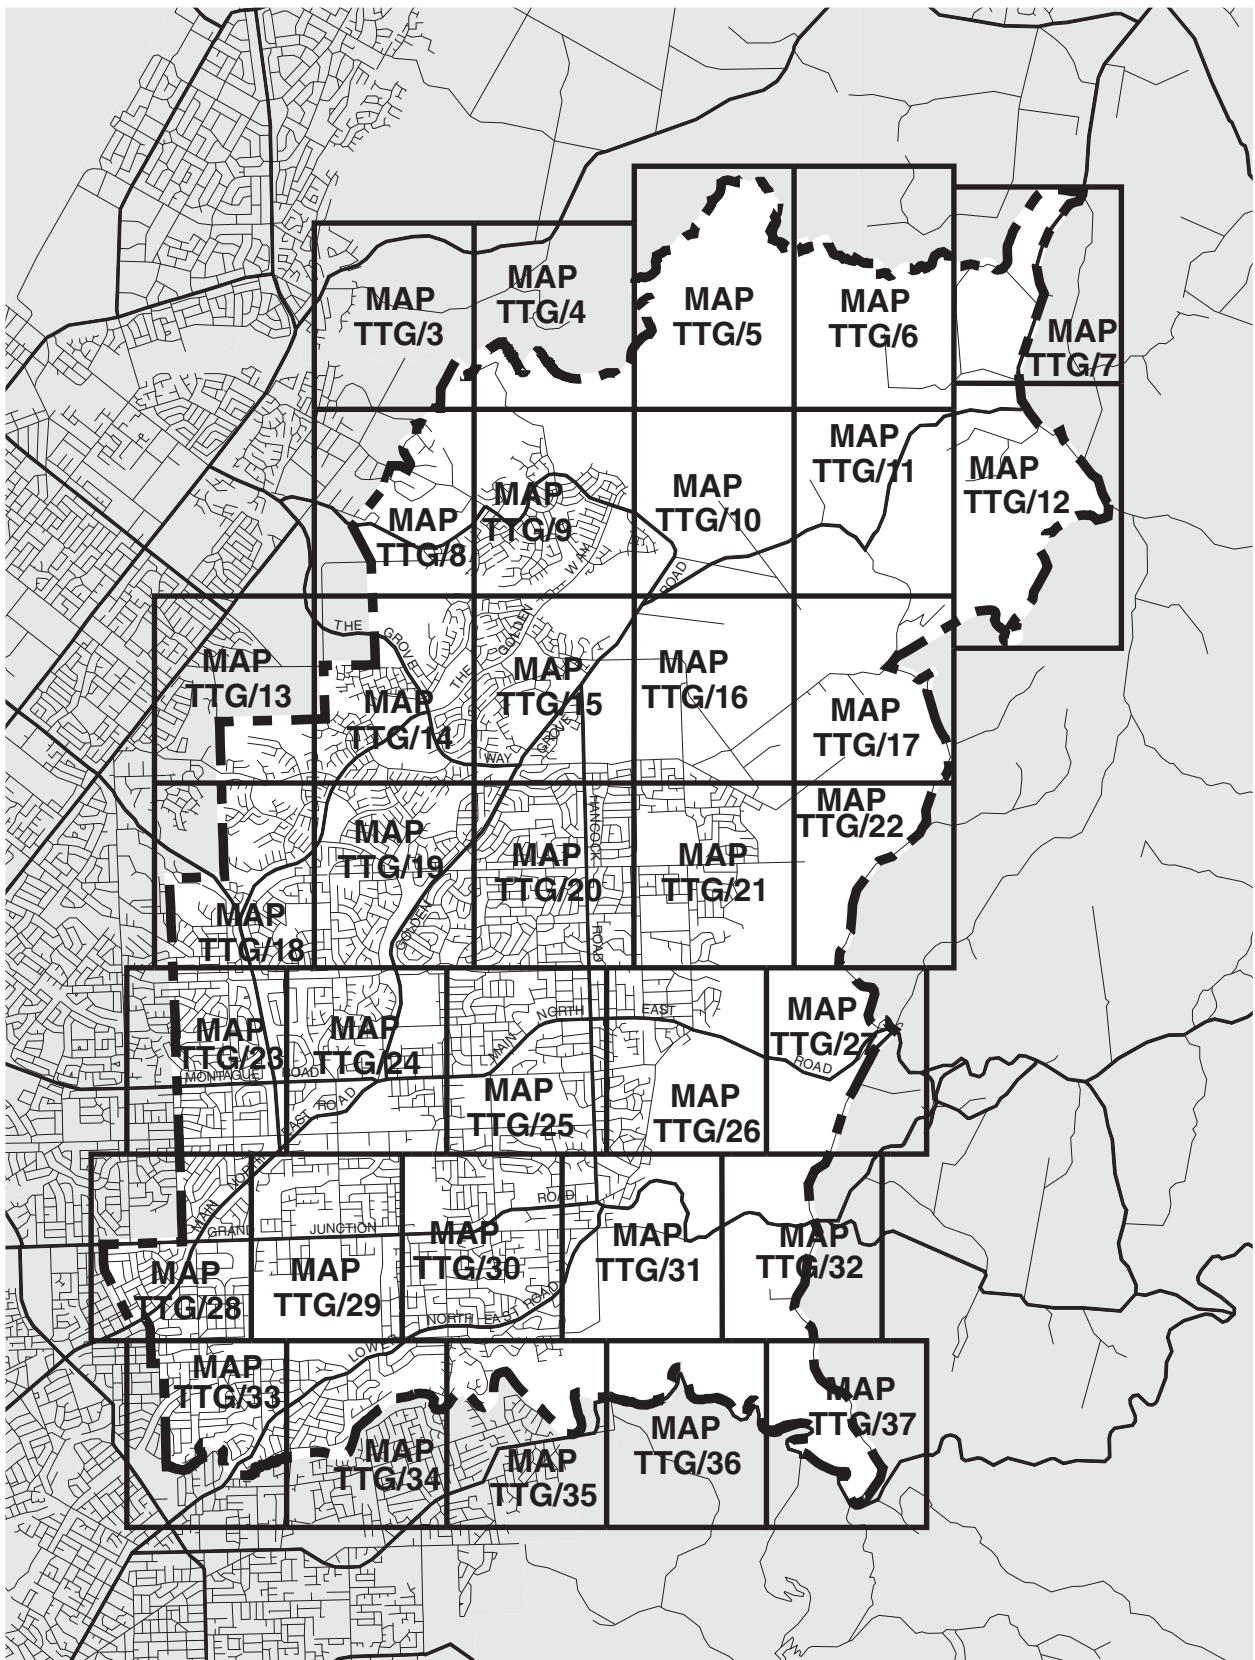 MAP
TTG/3
MAP
TTG/4
MAP
TTG/5
MAP
TTG/6
MAP
TTG/7
MAP
TTG/8
MAP
TTG/9
MAP
TTG/10
MAP
TTG/11
MAP
TTG/12
WAY
ROAD
THE
GROVE
GOLDEN
THE
GROVE
WAY
MAP
TTG/13
MAP
TTG/14
MAP
TTG/15
MAP
TTG/16
MAP
TTG/17
MAP
TTG/18
MAP
TTG/19
MAP
TTG/20
MAP
TTG/21
MAP
TTG/22
HANCOCK
ROAD
GOLDEN
MAP
TTG/23
MAP
TTG/24
MAP
TTG/25
MAP
TTG/26
MAP
TTG/27
MAIN
NORTH
EAST
ROAD
MONTAGUE
ROAD
EAST
ROAD
NORTH
MAIN
GRAND
JUNCTION
ROAD
MAP
TTG/28
MAP
TTG/29
MAP
TTG/30
MAP
TTG/31
MAP
TTG/32
LOWER
NORTH
EAST
ROAD
MAP
TTG/33
MAP
TTG/34
MAP
TTG/35
MAP
TTG/36
MAP
TTG/37